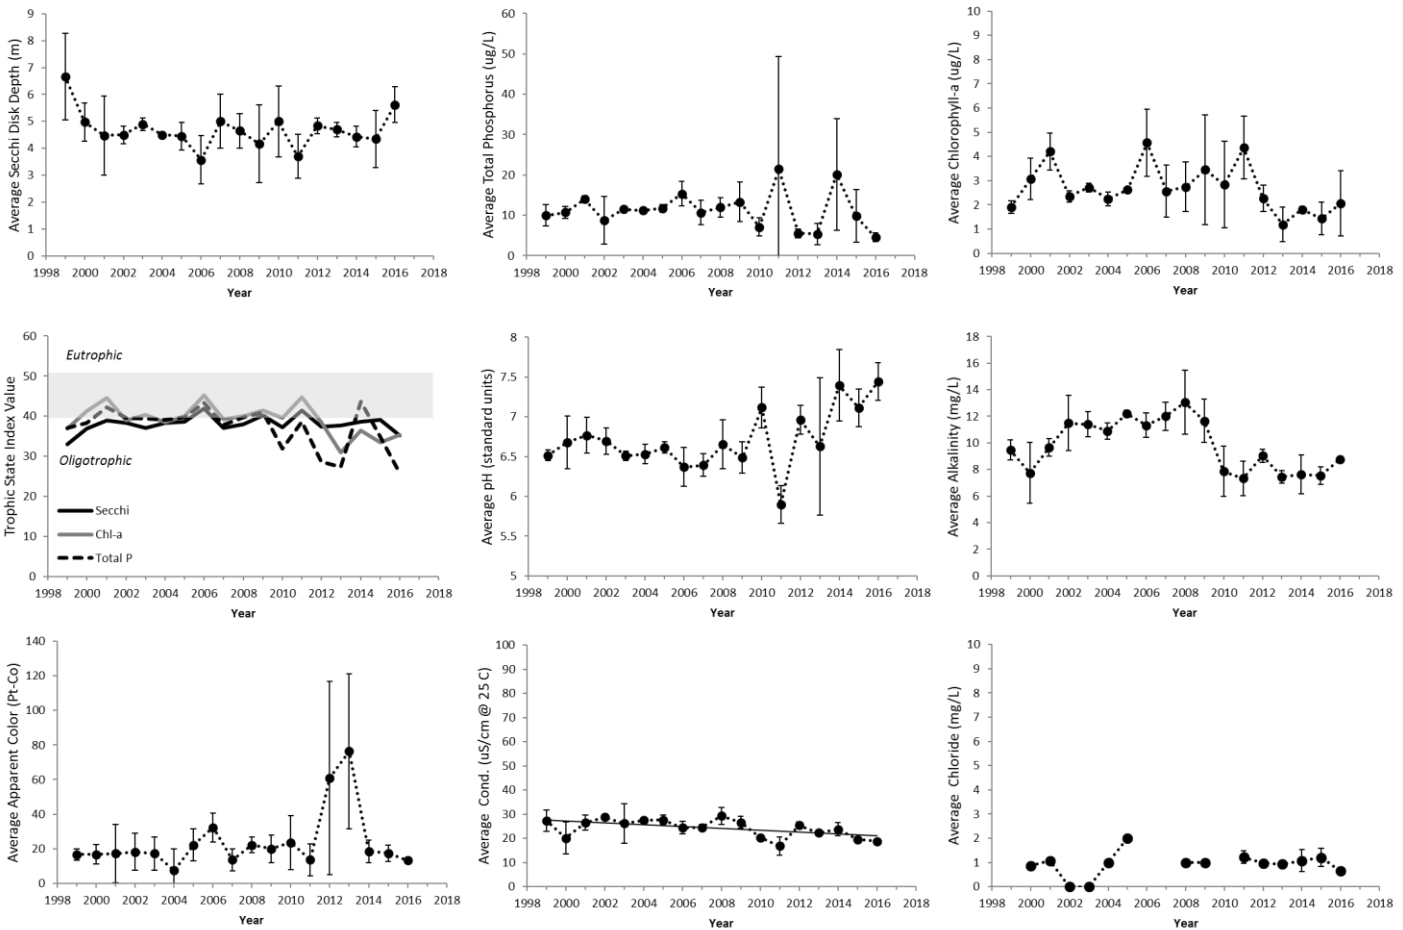 Average Secchi Disk Depth (m)
9
8
7
6
5
4
3
2
1
0
1998 2000 2002 2004 2006 2008 2010 2012 2014 2016 2018
Year
Average Total Phosphorus (ug/L)
60
50
40
30
20
10
0
1998 2000 2002 2004 2006 2008 2010 2012 2014 2016 2018
Year
Average Chlorophyll-a (ug/L)
10
9
8
7
6
5
4
3
2
1
0
1998 2000 2002 2004 2006 2008 2010 2012 2014 2016 2018
Year
Trophic State Index Value
60
50
40
30
20
10
0
Eutrophic
Oligotrophic
Secchi
Chl-a
Total P
1998 2000 2002 2004 2006 2008 2010 2012 2014 2016 2018
Year
Average pH (standard units)
8
7.5
7
6.5
6
5.5
5
1998 2000 2002 2004 2006 2008 2010 2012 2014 2016 2018
Year
Average Alkalinity (mg/L)
18
16
14
12
10
8
6
4
2
0
1998 2000 2002 2004 2006 2008 2010 2012 2014 2016 2018
Year
Average Apparent Color (Pt-Co)
140
120
100
80
60
40
20
0
1998 2000 2002 2004 2006 2008 2010 2012 2014 2016 2018
Year
Average Cond. (uS/cm @ 25 C)
100
90
80
70
60
50
40
30
20
10
0
1998 2000 2002 2004 2006 2008 2010 2012 2014 2016 2018
Year
Average Chloride (mg/L)
10
9
8
7
6
5
4
3
2
1
0
1998 2000 2002 2004 2006 2008 2010 2012 2014 2016 2018
Year